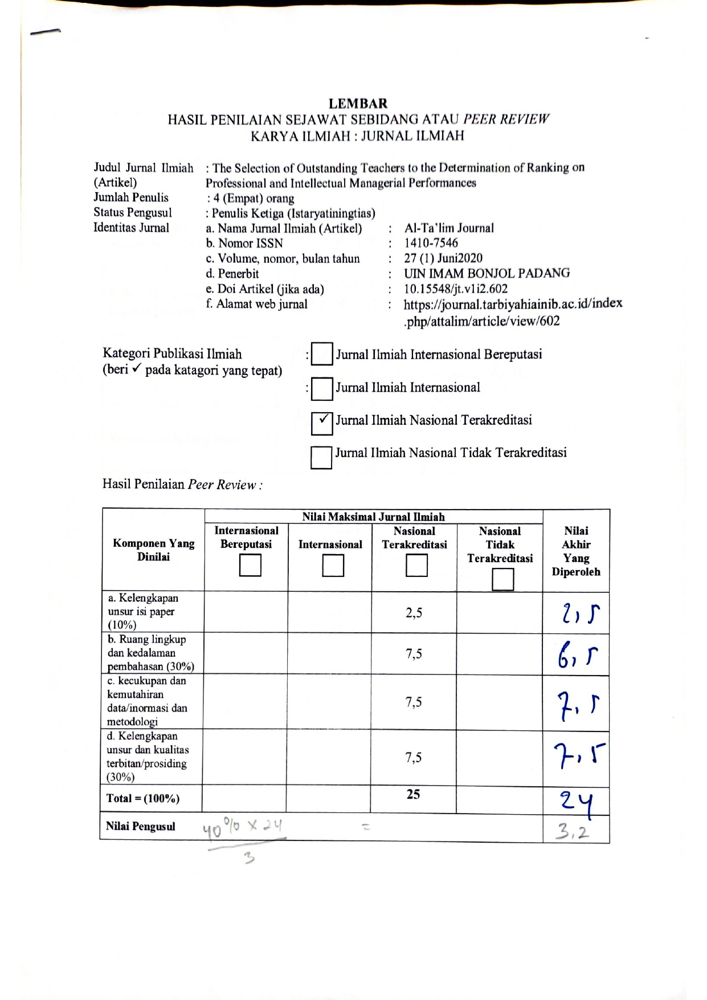 LEMBAR
HASIL PENILAIAN SEJAWAT SEBIDANG ATAU PEER REVIEW
KARYA ILMIAH : JURNAL ILMIAH
Judul Jurnal Ilmiah : The Selection of Outstanding Teachers to the Determination of Ranking on
(Artikel) Professional and Intellectual Managerial Performances
Jumlah Penulis : 4 (Empat) orang
Status Pengusul : Penulis Ketiga (Istaryatiningtias)
Identitas Jurnal a. Nama Jurnal Ilmiah (Artikel) : Al-Ta'lim Journal
b. Nomor ISSN : 1410-7546
c. Volume, nomor, bulan tahun : 27 (1) Juni2020
d. Penerbit : UIN IMAM BONJOL PADANG
e. Doi Artikel (jika ada) : 10.15548/jt.v1i2.602
f. Alamat web jurnal : https://journal.tarbiyahiainib.ac.id/index
.php/attalim/article/view/602
Kategori Publikasi Ilmiah : Jurnal Ilmiah Internasional Bereputasi
(beri ✓ pada katagori yang tepat)
: Jurnal Ilmiah Internasional
✓ Jurnal Ilmiah Nasional Terakreditasi
Jurnal Ilmiah Nasional Tidak Terakreditasi
Hasil Penilaian Peer Review :
Komponen Yang
Dinilai
Nilai Maksimal Jurnal Ilmiah
Internasional
Bereputasi
Internasional
Nasional
Terakreditasi
Nasional
Tidak
Terakreditasi
Nilai
Akhir
Yang
Diperoleh
a. Kelengkapan
unsur isi paper
(10%)
2,5
2,5
b. Ruang lingkup
dan kedalaman
pembahasan (30%)
7,5
6,5
c. kecukupan dan
kemutahiran
data/inormasi dan
metodologi
7,5
7,5
d. Kelengkapan
unsur dan kualitas
terbitan/prosiding
(30%)
7,5
7,5
Total = (100%)
25
24
Nilai Pengusul
40% x 24
3
=
3,2